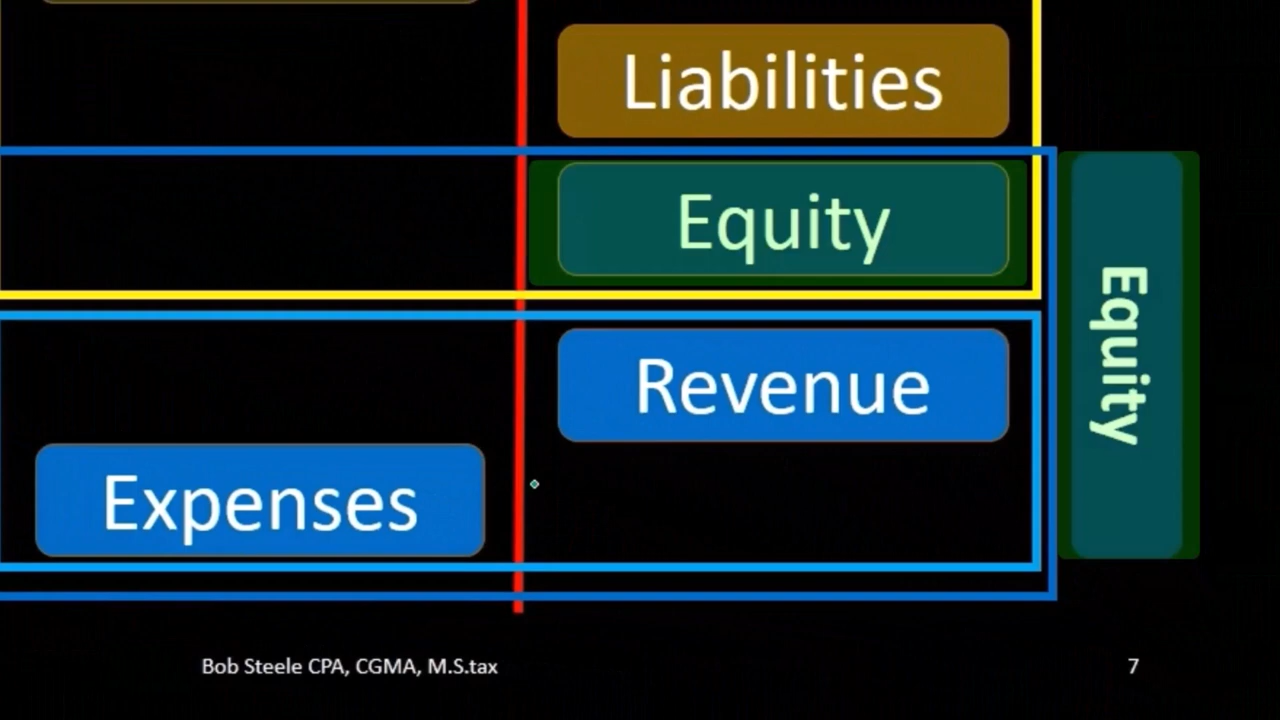 Liabilities
Equity
Equity
Revenue
Expenses
Bob Steele CPA, CGMA, M.S.tax
7